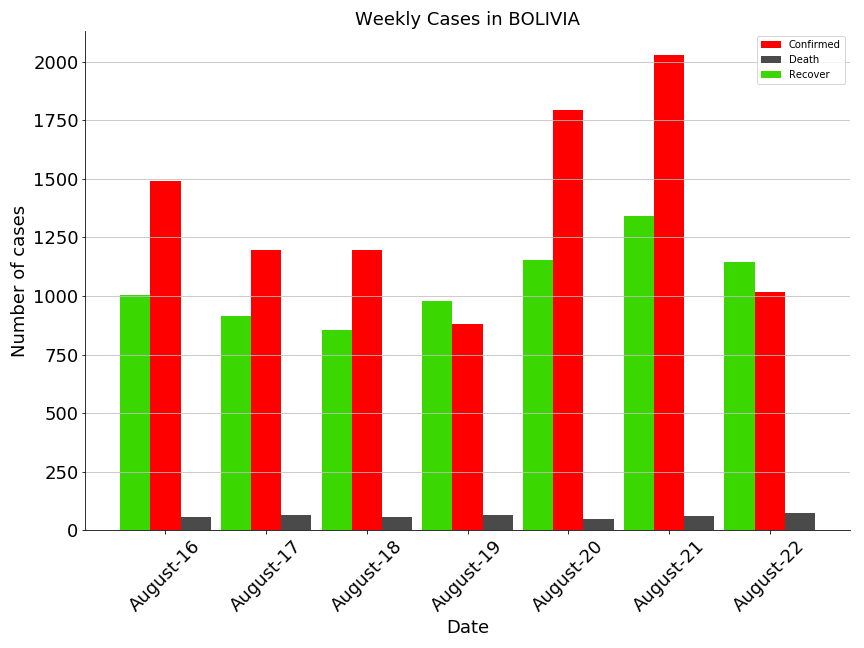 Weekly Cases in BOLIVIA
Confirmed
Death
Recover
Number of cases
2000
1750
1500
1250
1000
750
500
250
0
August-16
August-17
August-18
August-19
August-20
August-21
August-22
Date